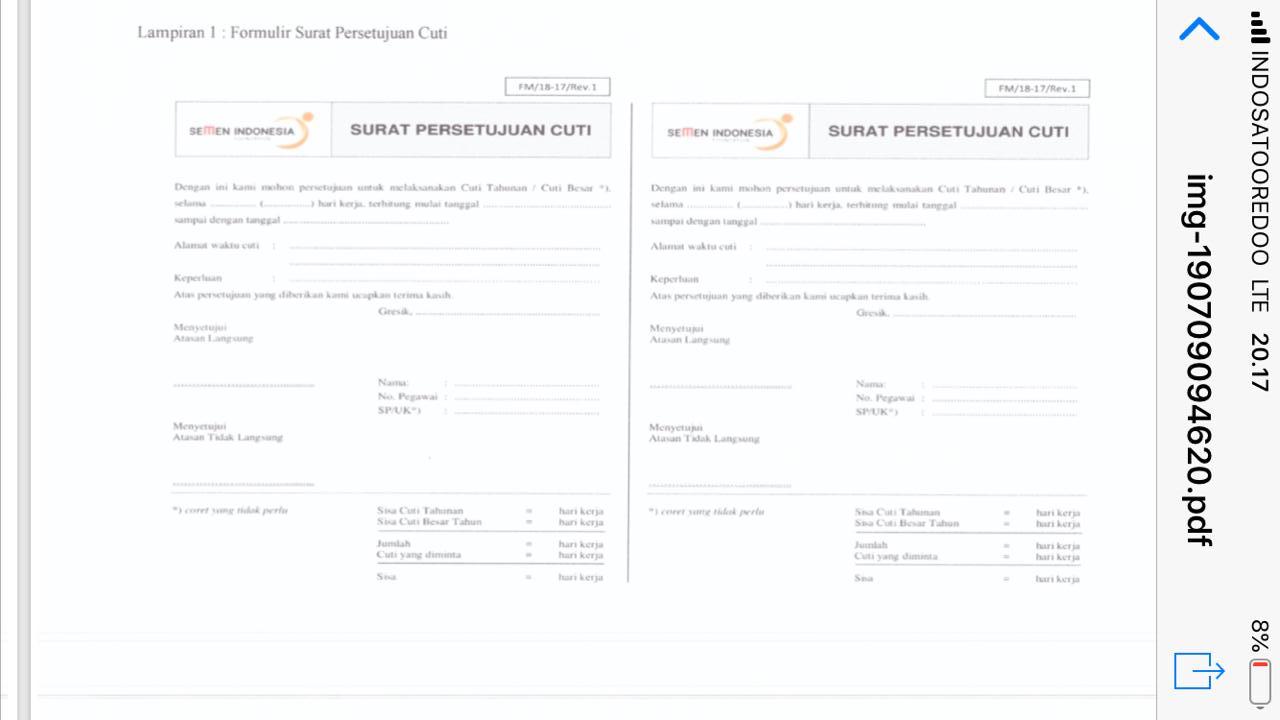 Lampiran 1 : Formulir Surat Persetujuan Cuti
FM/18-17/Rev.1
SEMEN INDONESIA
SURAT PERSETUJUAN CUTI
Dengan ini kami mohon persetujuan untuk melaksanakan Cuti Tahunan / Cuti Besar *),
selama .............. (...............) hari kerja, terhitung mulai tanggal ........................................
sampai dengan tanggal ....................................................
Alamat waktu cuti :
Keperluan :
Atas persetujuan yang diberikan kami ucapkan terima kasih.
Gresik, ..........................................................
Menyetujui
Atasan Langsung
Nama: :
No. Pegawai :
SP/UK*) :
Menyetujui
Atasan Tidak Langsung
*) coret yang tidak perlu
Sisa Cuti Tahunan = hari kerja
Sisa Cuti Besar Tahun = hari kerja
Jumlah = hari kerja
Cuti yang diminta = hari kerja
Sisa = hari kerja
FM/18-17/Rev.1
SEMEN INDONESIA
SURAT PERSETUJUAN CUTI
Dengan ini kami mohon persetujuan untuk melaksanakan Cuti Tahunan / Cuti Besar *),
selama .............. (...............) hari kerja, terhitung mulai tanggal ........................................
sampai dengan tanggal ....................................................
Alamat waktu cuti :
Keperluan :
Atas persetujuan yang diberikan kami ucapkan terima kasih.
Gresik, ..........................................................
Menyetujui
Atasan Langsung
Nama: :
No. Pegawai :
SP/UK*) :
Menyetujui
Atasan Tidak Langsung
*) coret yang tidak perlu
Sisa Cuti Tahunan = hari kerja
Sisa Cuti Besar Tahun = hari kerja
Jumlah = hari kerja
Cuti yang diminta = hari kerja
Sisa = hari kerja
INDOSATOOREDOO LTE 20.17 8%
img-190709094620.pdf